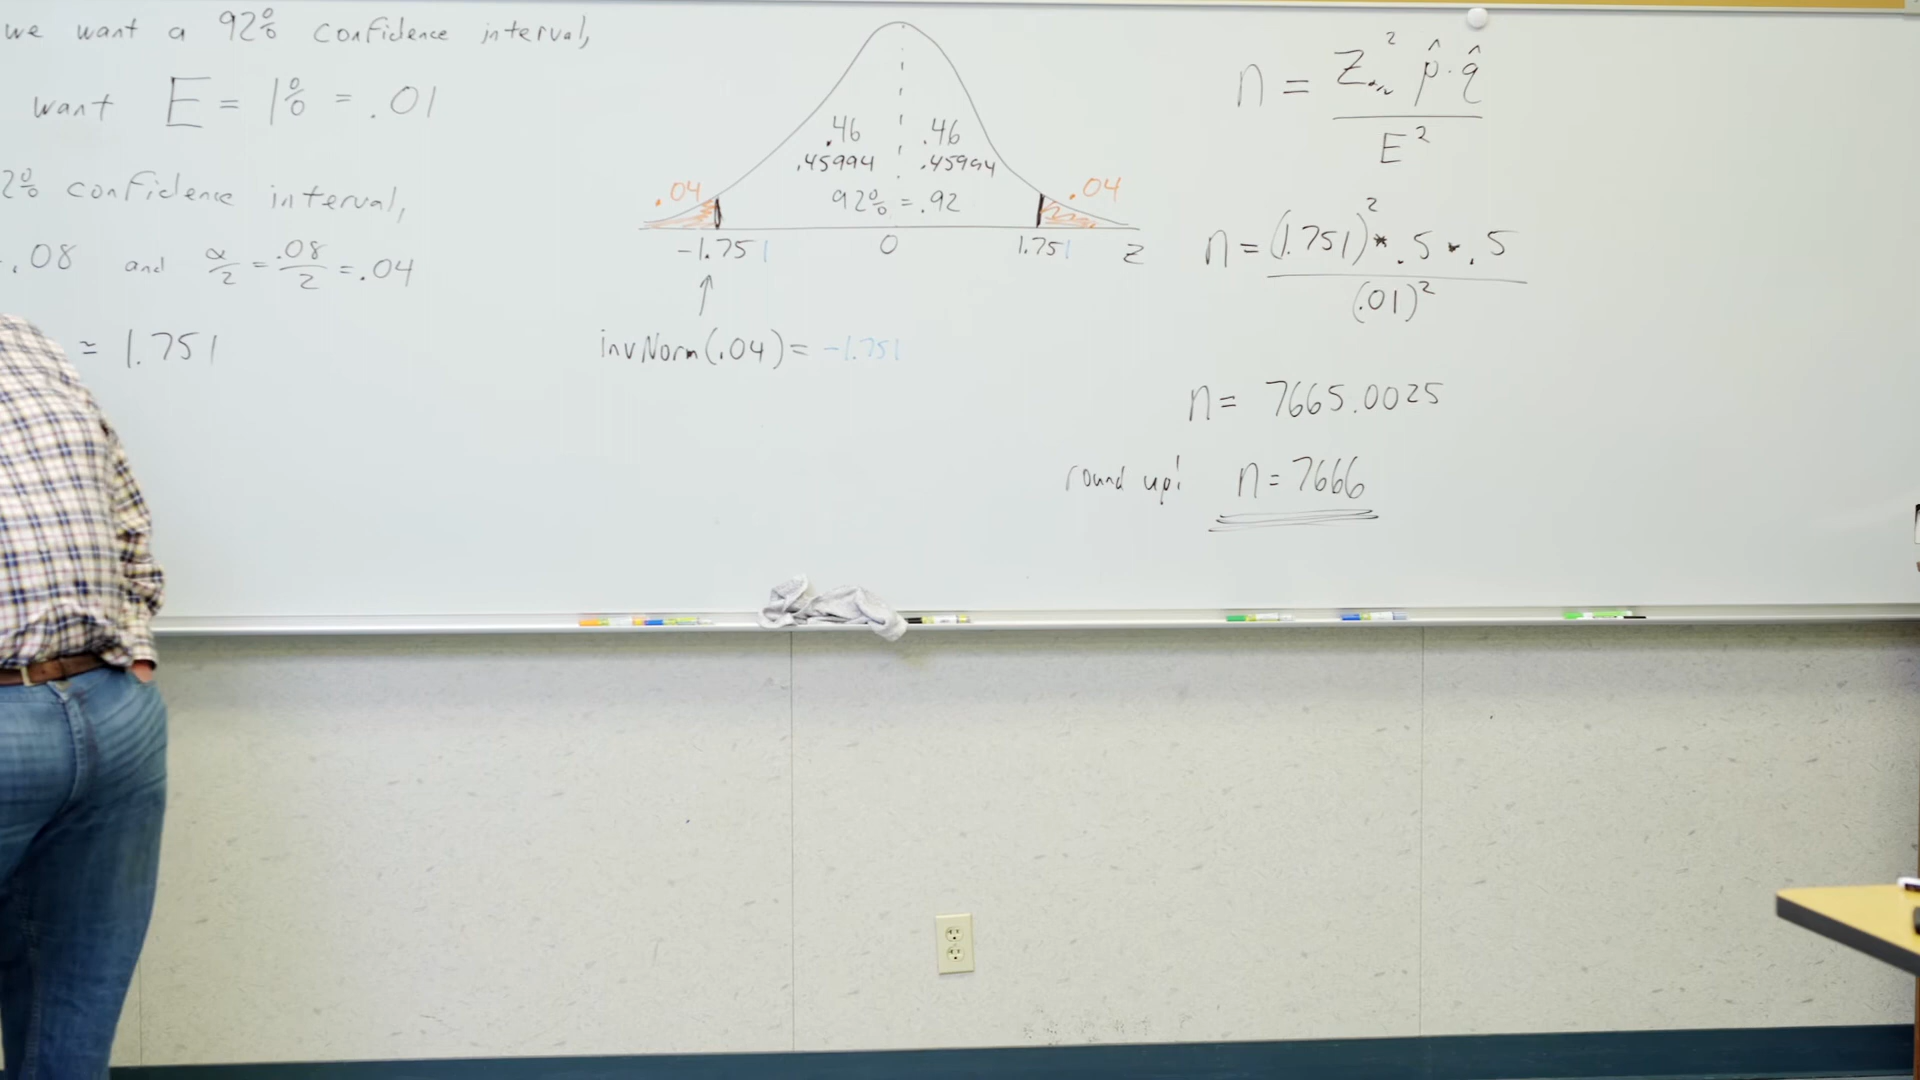 we want a 92% confidence interval,
want E = 1% = .01
2% confidence interval,
.08 and α/2 = .08/2 = .04
≈ 1.751
.46 .46
.45994 .45994
.04 92% = .92 .04
-1.751 0 1.751 Z
↑
invNorm(.04) = -1.751
n = Z² p̂·q̂ / E²
n = (1.751)² * .5 * .5 / (.01)²
n = 7665.0025
round up! n = 7666